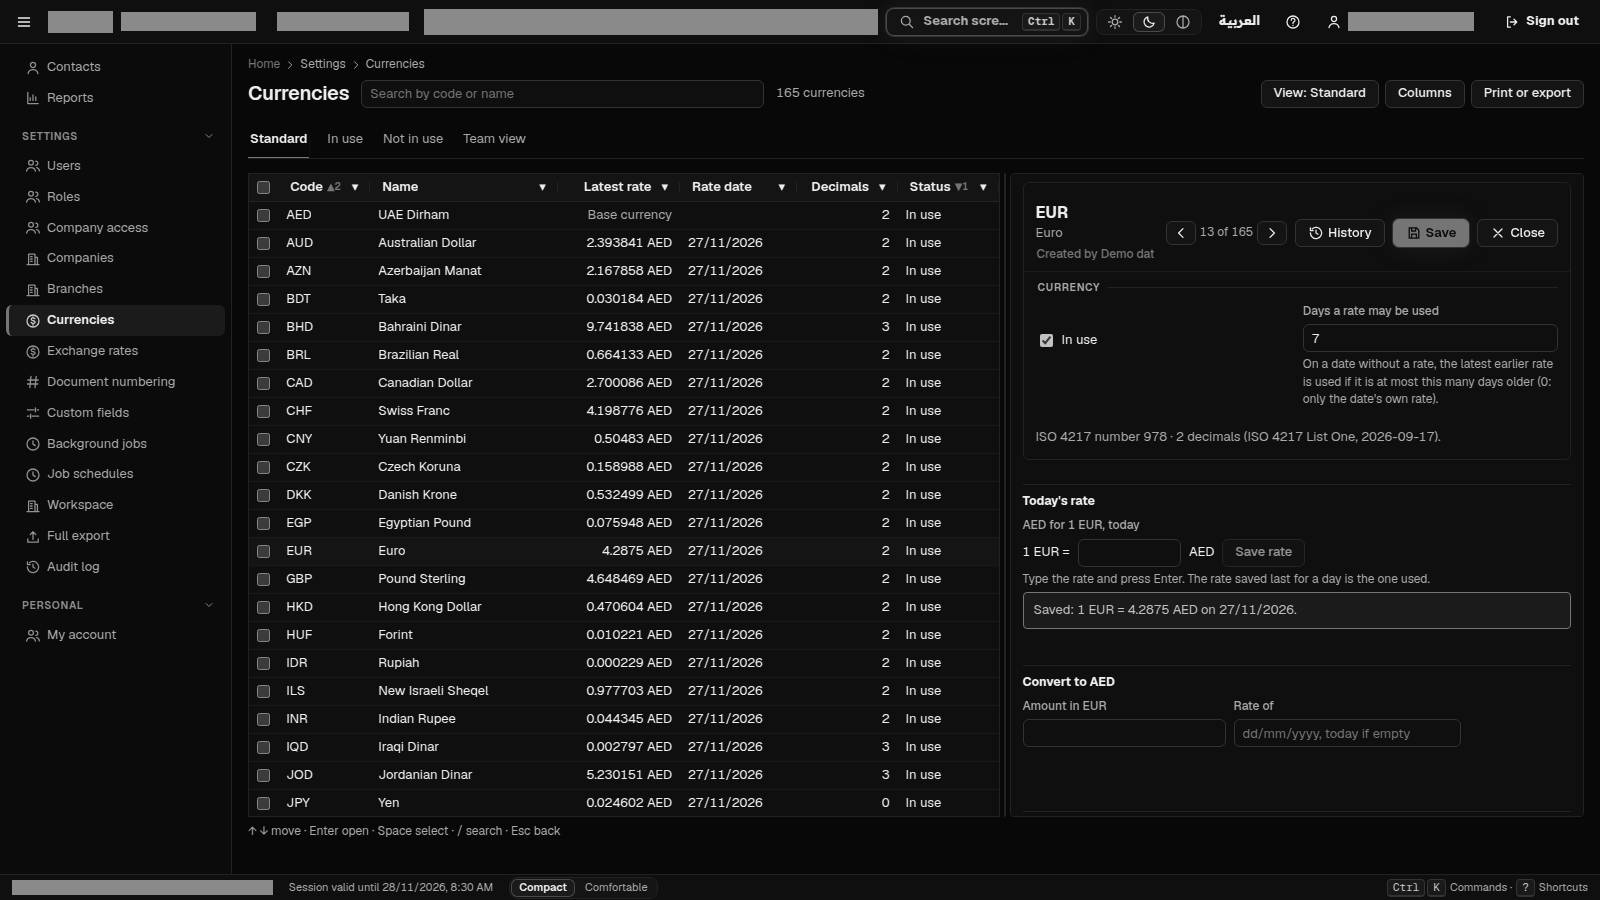 Search scre... Ctrl K العربية Sign out
Contacts
Reports
SETTINGS
Users
Roles
Company access
Companies
Branches
Currencies
Exchange rates
Document numbering
Custom fields
Background jobs
Job schedules
Workspace
Full export
Audit log
PERSONAL
My account
Home > Settings > Currencies
Currencies Search by code or name 165 currencies View: Standard Columns Print or export
Standard In use Not in use Team view
Code ▲2 ▼ Name ▼ Latest rate ▼ Rate date ▼ Decimals ▼ Status ▼1 ▼
AED UAE Dirham Base currency 2 In use
AUD Australian Dollar 2.393841 AED 27/11/2026 2 In use
AZN Azerbaijan Manat 2.167858 AED 27/11/2026 2 In use
BDT Taka 0.030184 AED 27/11/2026 2 In use
BHD Bahraini Dinar 9.741838 AED 27/11/2026 3 In use
BRL Brazilian Real 0.664133 AED 27/11/2026 2 In use
CAD Canadian Dollar 2.700086 AED 27/11/2026 2 In use
CHF Swiss Franc 4.198776 AED 27/11/2026 2 In use
CNY Yuan Renminbi 0.50483 AED 27/11/2026 2 In use
CZK Czech Koruna 0.158988 AED 27/11/2026 2 In use
DKK Danish Krone 0.532499 AED 27/11/2026 2 In use
EGP Egyptian Pound 0.075948 AED 27/11/2026 2 In use
EUR Euro 4.2875 AED 27/11/2026 2 In use
GBP Pound Sterling 4.648469 AED 27/11/2026 2 In use
HKD Hong Kong Dollar 0.470604 AED 27/11/2026 2 In use
HUF Forint 0.010221 AED 27/11/2026 2 In use
IDR Rupiah 0.000229 AED 27/11/2026 2 In use
ILS New Israeli Sheqel 0.977703 AED 27/11/2026 2 In use
INR Indian Rupee 0.044345 AED 27/11/2026 2 In use
IQD Iraqi Dinar 0.002797 AED 27/11/2026 3 In use
JOD Jordanian Dinar 5.230151 AED 27/11/2026 3 In use
JPY Yen 0.024602 AED 27/11/2026 0 In use
↑↓ move · Enter open · Space select · / search · Esc back
EUR
Euro
Created by Demo dat
13 of 165 History Save Close
CURRENCY
In use
Days a rate may be used
7
On a date without a rate, the latest earlier rate
is used if it is at most this many days older (0:
only the date's own rate).
ISO 4217 number 978 · 2 decimals (ISO 4217 List One, 2026-09-17).
Today's rate
AED for 1 EUR, today
1 EUR = AED Save rate
Type the rate and press Enter. The rate saved last for a day is the one used.
Saved: 1 EUR = 4.2875 AED on 27/11/2026.
Convert to AED
Amount in EUR Rate of
dd/mm/yyyy, today if empty
Session valid until 28/11/2026, 8:30 AM Compact Comfortable Ctrl K Commands · ? Shortcuts